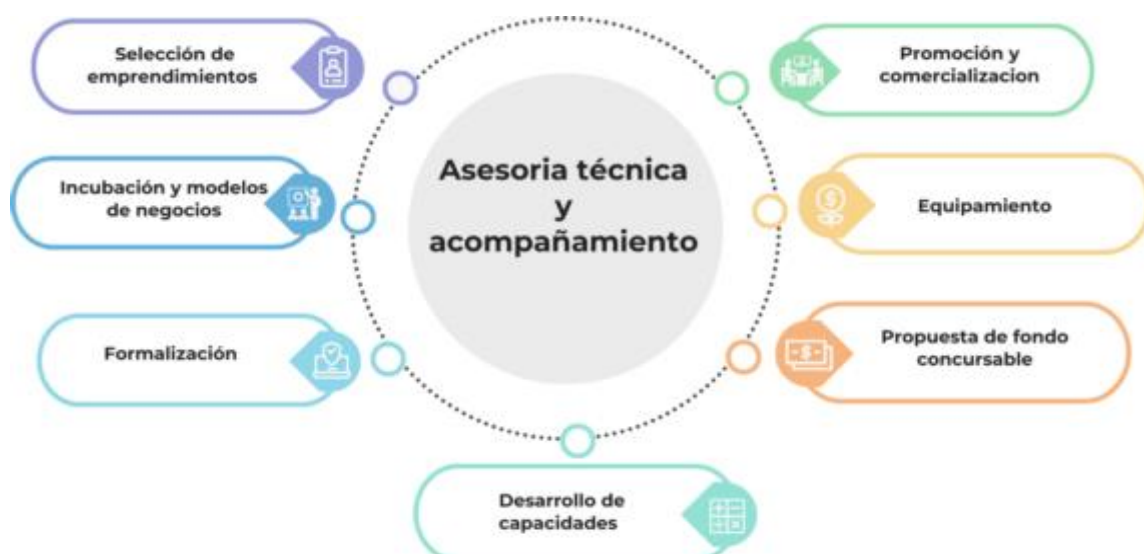 Selección de
emprendimientos
Incubación y modelos
de negocios
Formalización
Desarrollo de
capacidades
Propuesta de fondo
concursable
Equipamiento
Promoción y
comercializacion
Asesoria técnica
y
acompañamiento